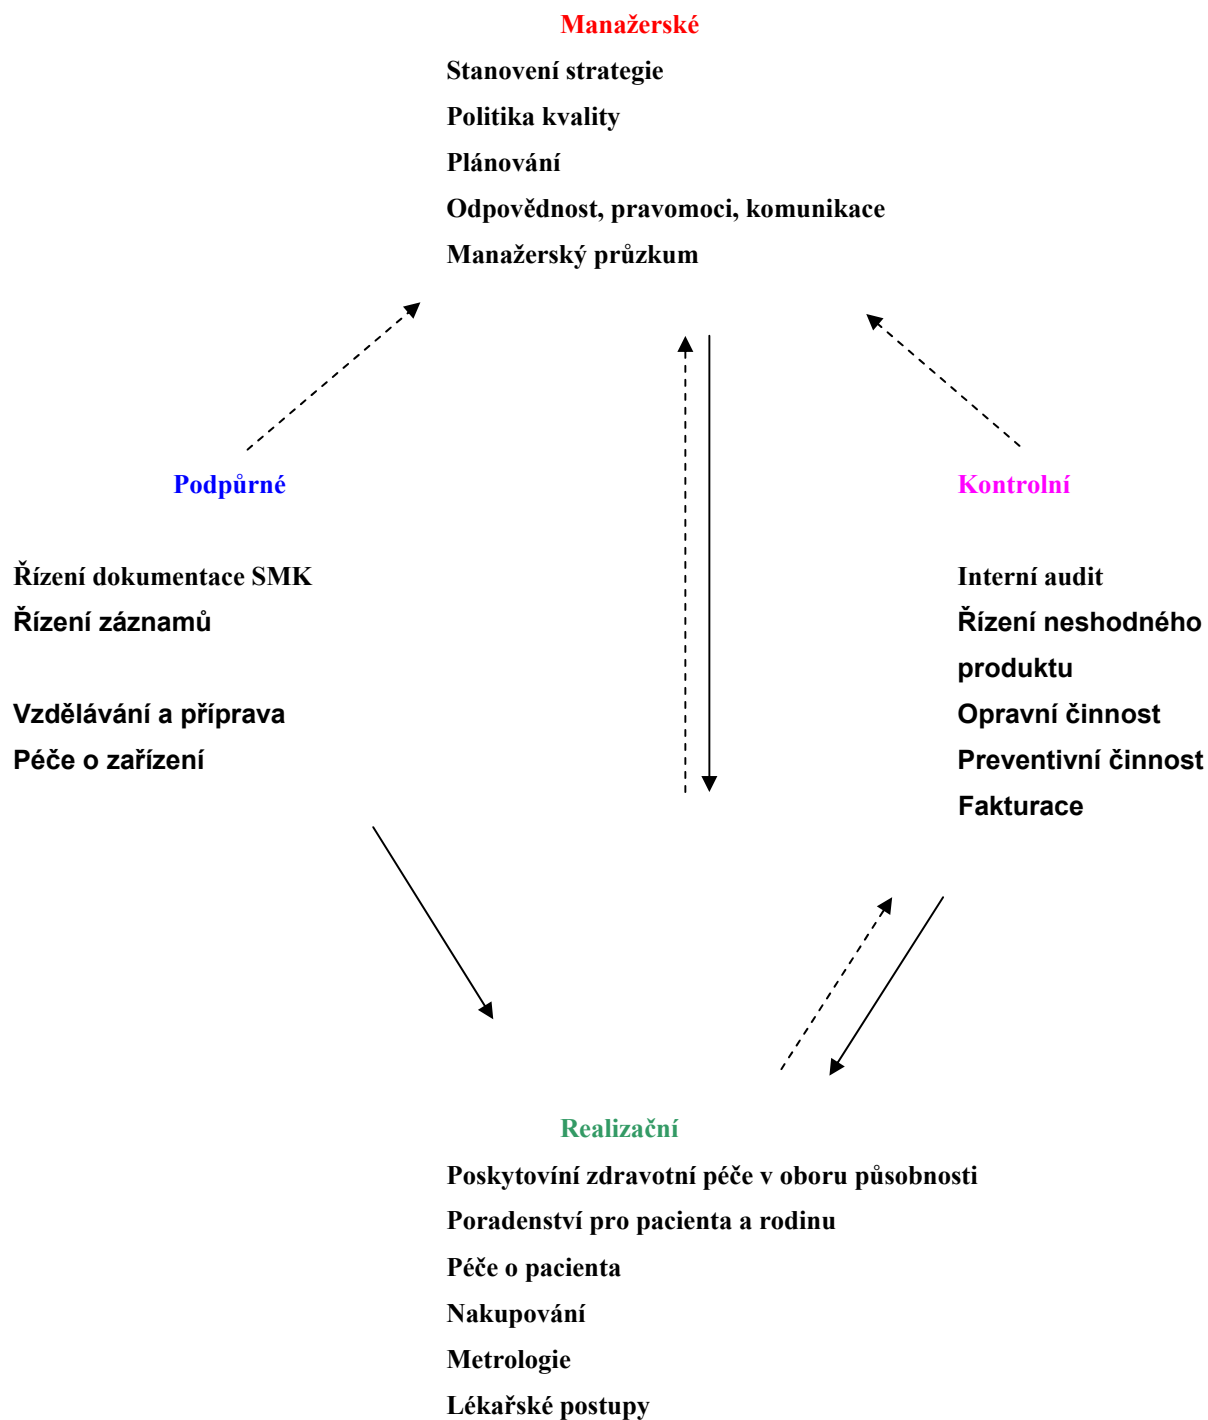 Manažerské
Stanovení strategie
Politika kvality
Plánování
Odpovědnost, pravomoci, komunikace
Manažerský průzkum
Podpůrné
Řízení dokumentace SMK
Řízení záznamů
Vzdělávání a příprava
Péče o zařízení
Kontrolní
Interní audit
Řízení neshodného
produktu
Opravní činnost
Preventivní činnost
Fakturace
Realizační
Poskytovíní zdravotní péče v oboru působnosti
Poradenství pro pacienta a rodinu
Péče o pacienta
Nakupování
Metrologie
Lékařské postupy